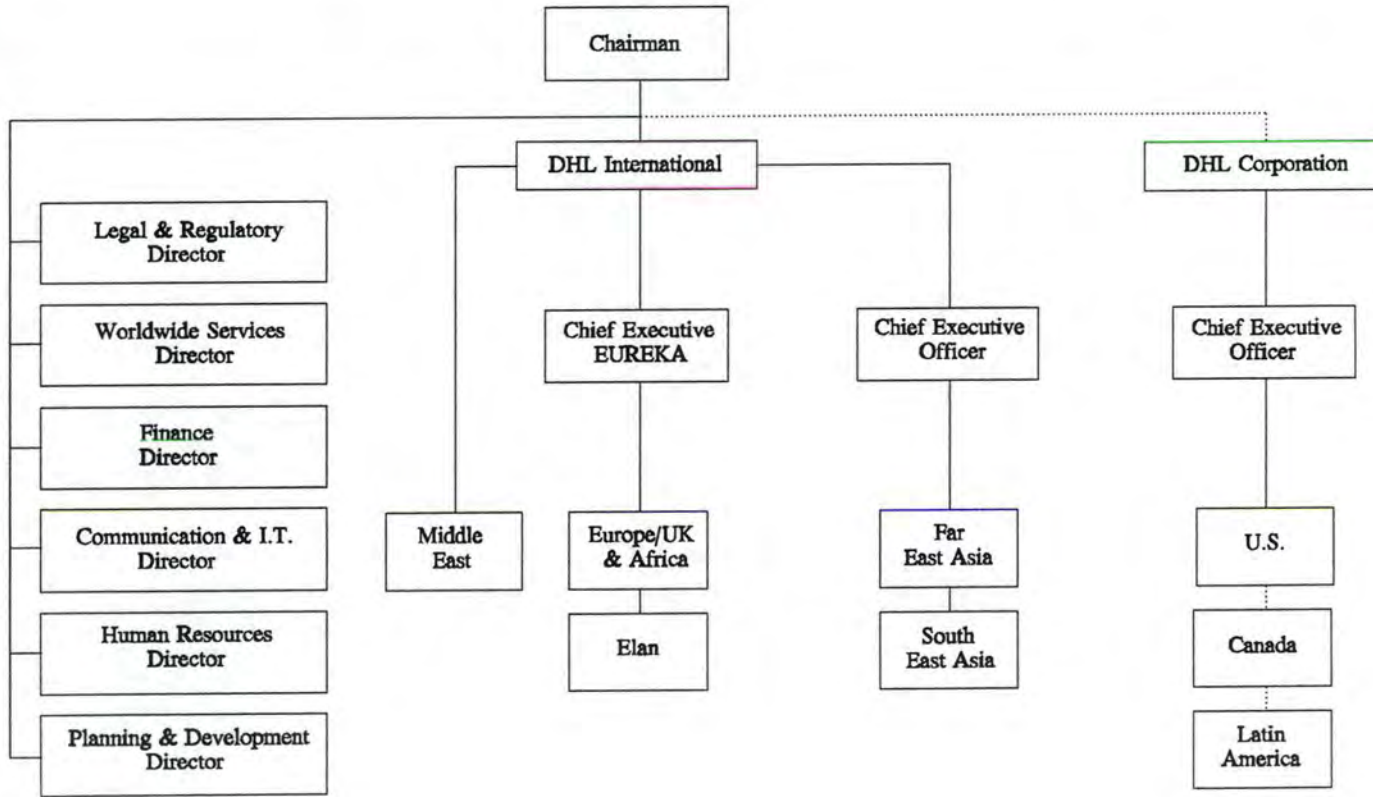 Chairman
DHL International
DHL Corporation
Legal & Regulatory
Director
Worldwide Services
Director
Finance
Director
Communication & I.T.
Director
Human Resources
Director
Planning & Development
Director
Chief Executive
EUREKA
Chief Executive
Officer
Chief Executive
Officer
Middle
East
Europe/UK
& Africa
Elan
Far
East Asia
South
East Asia
U.S.
Canada
Latin
America